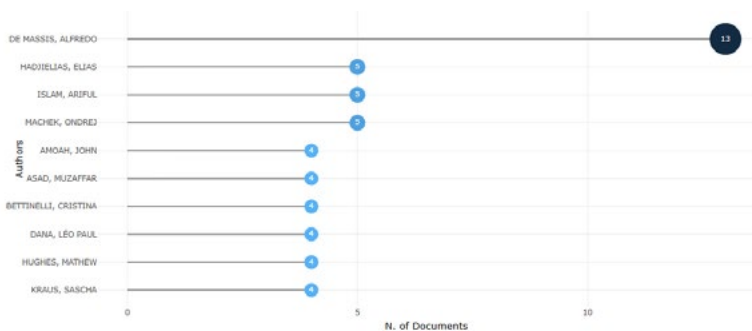 DE MASSIS, ALFREDO 13
HADJIELIAS, ELIAS 5
ISLAM, ARIFUL 5
MACHEK, ONDREJ 5
AMOAH, JOHN 4
ASAD, MUZAFFAR 4
BETTINELLI, CRISTINA 4
DANA, LÉO PAUL 4
HUGHES, MATHEW 4
KRAUS, SASCHA 4
Authors
0 5 10
N. of Documents